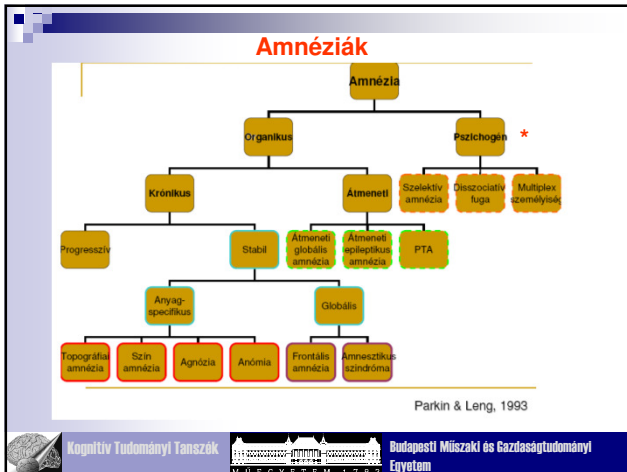 Amnéziák
Amnézia
Organikus
Pszichogén *
Krónikus
Átmeneti
Szelektív
amnézia
Disszociatív
fuga
Multiplex
személyiség
Progresszív
Stabil
Átmeneti
globális
amnézia
Átmeneti
epileptikus
amnézia
PTA
Anyag-
specifikus
Globális
Topográfiai
amnézia
Szín
amnézia
Agnózia
Anómia
Frontális
amnézia
Amnesztikus
szindróma
Parkin & Leng, 1993
Kognitív Tudományi Tanszék
MŰEGYETEM 1782
Budapesti Műszaki és Gazdaságtudományi
Egyetem